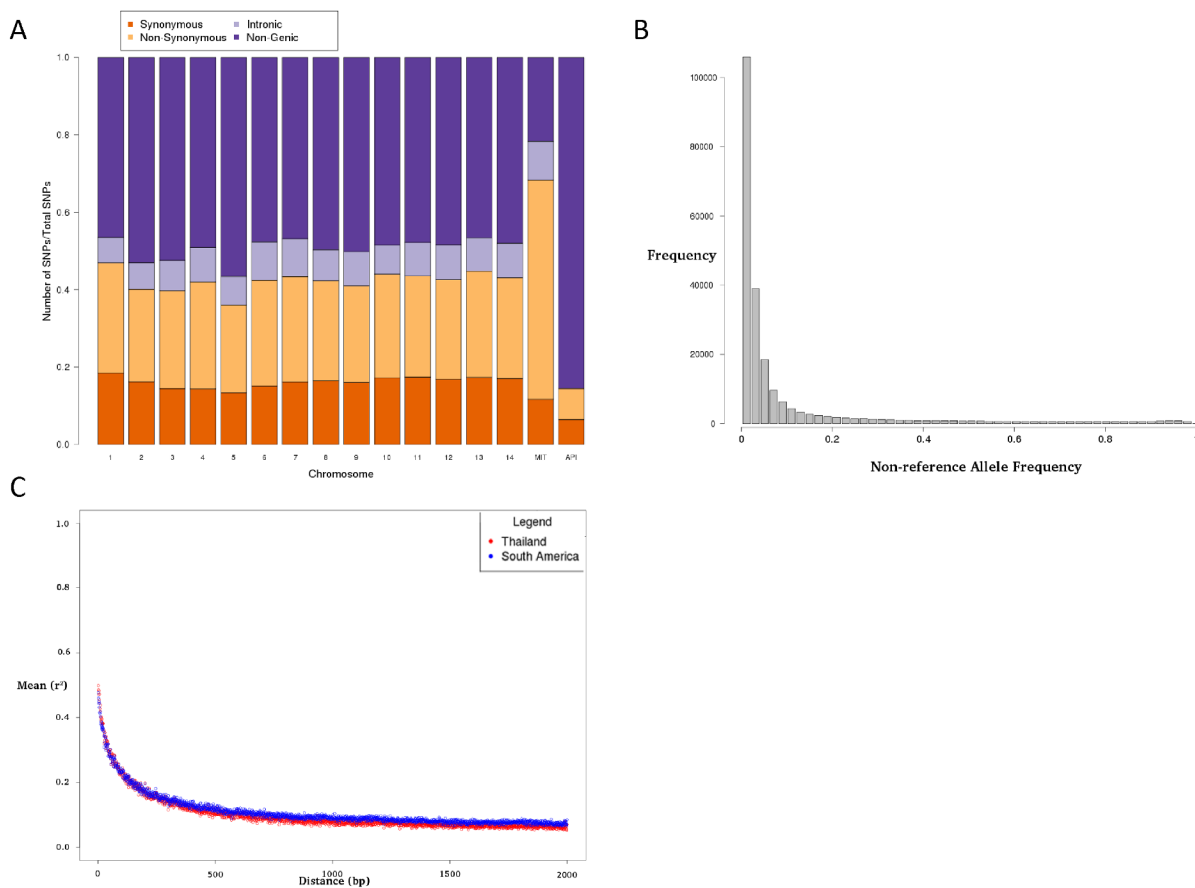 A
Synonymous
Non-Synonymous
Intronic
Non-Genic
Number of SNPs/Total SNPs
1.0
0.8
0.6
0.4
0.2
0.0
1 2 3 4 5 6 7 8 9 10 11 12 13 14 MIT API
Chromosome
B
Frequency
100000
80000
60000
40000
20000
0
0 0.2 0.4 0.6 0.8 1
Non-reference Allele Frequency
C
Legend
Thailand
South America
Mean (r²)
1.0
0.8
0.6
0.4
0.2
0.0
0 500 1000 1500 2000
Distance (bp)